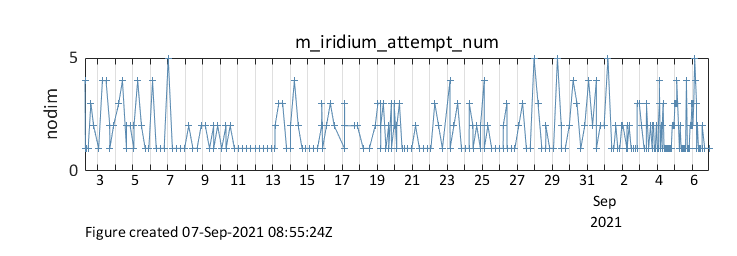 m_iridium_attempt_num
nodim
5
0
3 5 7 9 11 13 15 17 19 21 23 25 27 29 31 2 4 6
Sep
2021
Figure created 07-Sep-2021 08:55:24Z